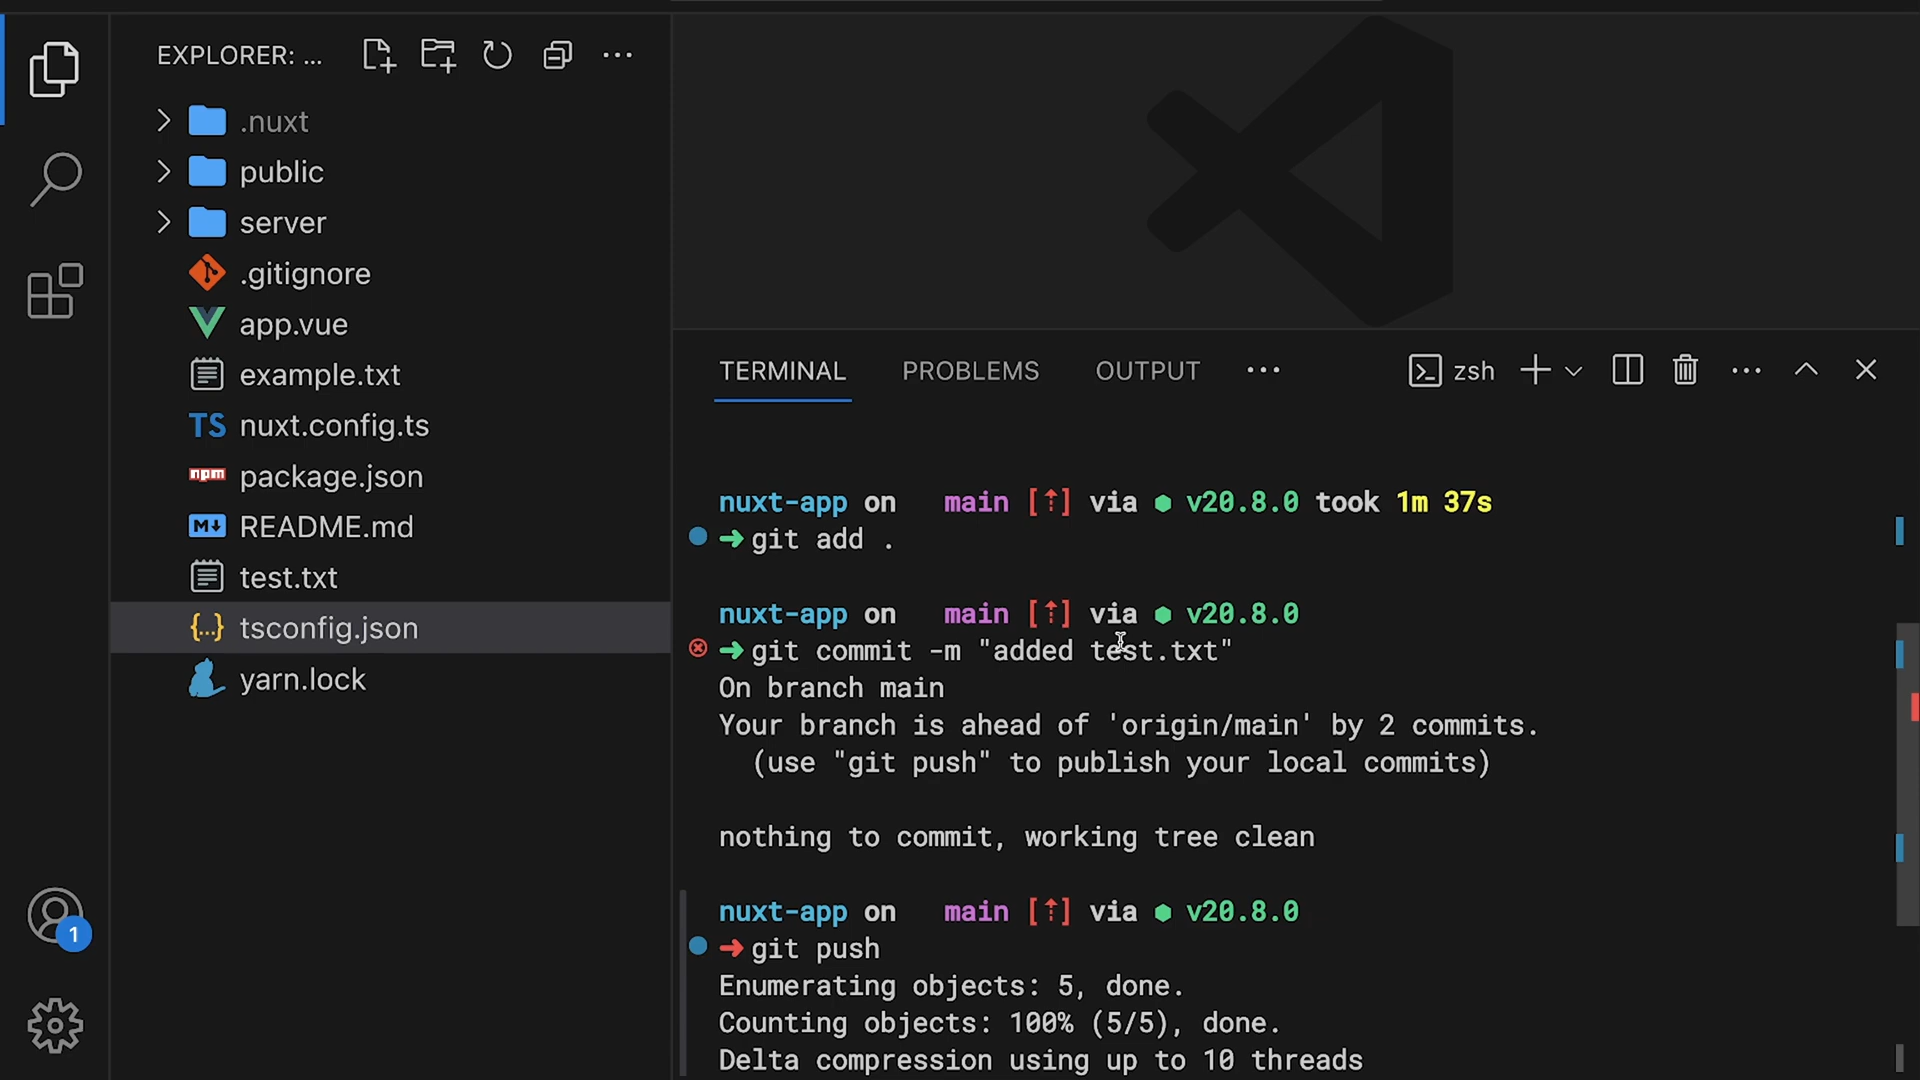 EXPLORER: ...
.nuxt
public
server
.gitignore
app.vue
example.txt
TS nuxt.config.ts
npm package.json
M↓ README.md
test.txt
{..} tsconfig.json
yarn.lock
1
TERMINAL PROBLEMS OUTPUT ... zsh
nuxt-app on main [⇡] via ⬢ v20.8.0 took 1m 37s
➜ git add .
nuxt-app on main [⇡] via ⬢ v20.8.0
➜ git commit -m "added test.txt"
On branch main
Your branch is ahead of 'origin/main' by 2 commits.
(use "git push" to publish your local commits)
nothing to commit, working tree clean
nuxt-app on main [⇡] via ⬢ v20.8.0
➜ git push
Enumerating objects: 5, done.
Counting objects: 100% (5/5), done.
Delta compression using up to 10 threads